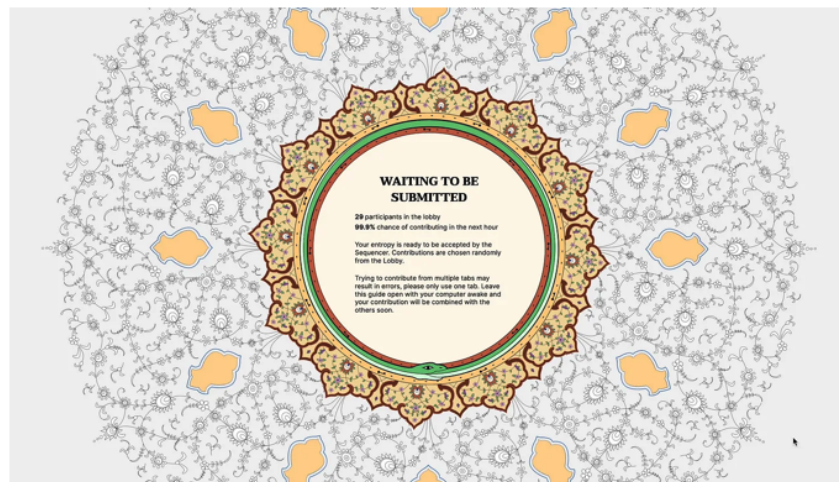 WAITING TO BE
SUBMITTED
29 participants in the lobby
99.9% chance of contributing in the next hour
Your entropy is ready to be accepted by the
Sequencer. Contributions are chosen randomly
from the Lobby.
Trying to contribute from multiple tabs may
result in errors, please only use one tab. Leave
this guide open with your computer awake and
your contribution will be combined with the
others soon.